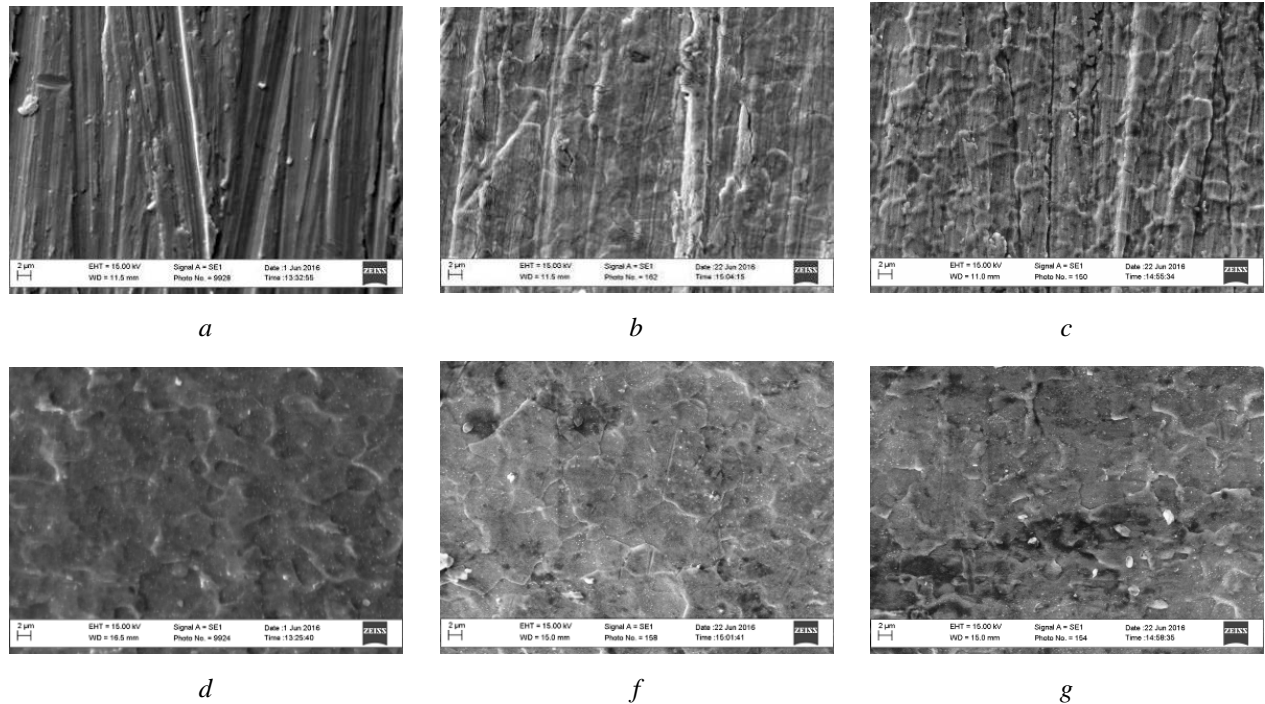 2 µm EHT = 15.00 kV Signal A = SE1 Date :1 Jun 2016 ZEISS
WD = 11.5 mm Photo No. = 9928 Time :13:32:55
2 µm EHT = 15.00 kV Signal A = SE1 Date :22 Jun 2016 ZEISS
WD = 11.5 mm Photo No. = 162 Time :15:04:15
2 µm EHT = 15.00 kV Signal A = SE1 Date :22 Jun 2016 ZEISS
WD = 11.0 mm Photo No. = 150 Time :14:55:34
a b c
2 µm EHT = 15.00 kV Signal A = SE1 Date :1 Jun 2016 ZEISS
WD = 16.5 mm Photo No. = 9924 Time :13:25:40
2 µm EHT = 15.00 kV Signal A = SE1 Date :22 Jun 2016 ZEISS
WD = 15.0 mm Photo No. = 158 Time :15:01:41
2 µm EHT = 15.00 kV Signal A = SE1 Date :22 Jun 2016 ZEISS
WD = 15.0 mm Photo No. = 154 Time :14:58:35
d f g